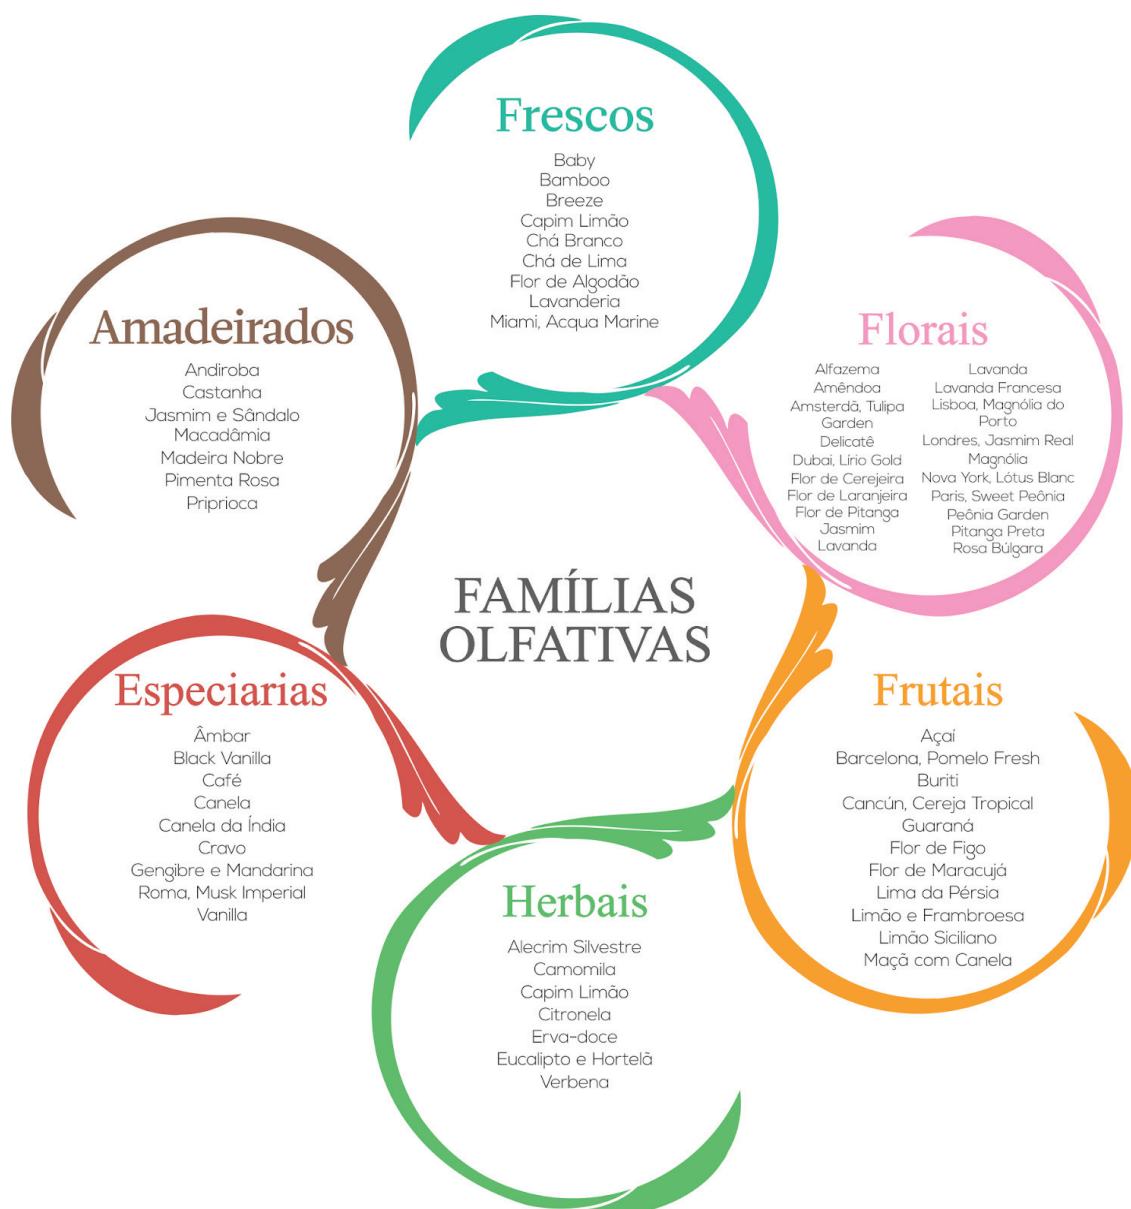 Frescos
Baby
Bamboo
Breeze
Capim Limão
Chá Branco
Chá de Lima
Flor de Algodão
Lavanderia
Miami, Acqua Marine
Amadeirados
Andiroba
Castanha
Jasmim e Sândalo
Macadâmia
Madeira Nobre
Pimenta Rosa
Priprioca
Florais
Alfazema
Amêndoa
Amsterdã, Tulipa
Garden
Delicatê
Dubai, Lírio Gold
Flor de Cerejeira
Flor de Laranjeira
Flor de Pitanga
Jasmim
Lavanda
Lavanda
Lavanda Francesa
Lisboa, Magnólia do
Porto
Londres, Jasmim Real
Magnólia
Nova York, Lótus Blanc
Paris, Sweet Peônia
Peônia Garden
Pitanga Preta
Rosa Búlgara
FAMÍLIAS
OLFATIVAS
Especiarias
Âmbar
Black Vanilla
Café
Canela
Canela da Índia
Cravo
Gengibre e Mandarina
Roma, Musk Imperial
Vanilla
Frutais
Açaí
Barcelona, Pomelo Fresh
Buriti
Cancún, Cereja Tropical
Guaraná
Flor de Figo
Flor de Maracujá
Lima da Pérsia
Limão e Frambroesa
Limão Siciliano
Maçã com Canela
Herbais
Alecrim Silvestre
Camomila
Capim Limão
Citronela
Erva-doce
Eucalipto e Hortelã
Verbena